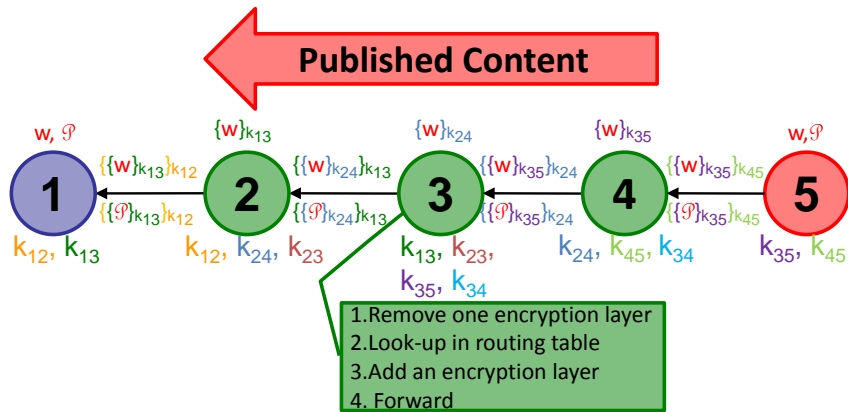 Published Content
w, 𝒫
{w}k13
{w}k24
{w}k35
w,𝒫
{{w}k13}k12
{{w}k24}k13
{{w}k35}k24
{{w}k35}k45
1
2
3
4
5
{{𝒫}k13}k12
{{𝒫}k24}k13
{{𝒫}k35}k24
{{𝒫}k35}k45
k12, k13
k12, k24, k23
k13, k23,
k35, k34
k24, k45, k34
k35, k45
1.Remove one encryption layer
2.Look-up in routing table
3.Add an encryption layer
4. Forward